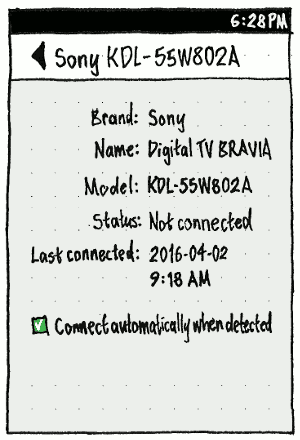 6:28PM
Sony KDL-55W802A
Brand: Sony
Name: Digital TV BRAVIA
Model: KDL-55W802A
Status: Not connected
Last connected: 2016-04-02
9:18 AM
Connect automatically when detected